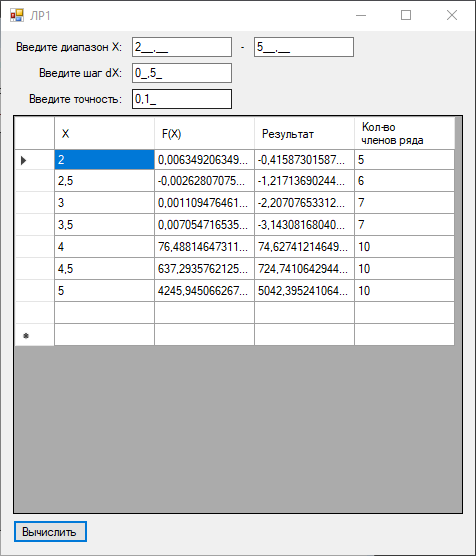 ЛР1
Введите диапазон X: 2__,__ - 5__,__
Введите шаг dX: 0_,5_
Введите точность: 0,1_
X F(X) Результат Кол-во
членов ряда
2 0,006349206349... -0,41587301587... 5
2,5 -0,00262807075... -1,21713690244... 6
3 0,001109476461... -2,20707653312... 7
3,5 0,007054716535... -3,14308168040... 7
4 76,48814647311... 74,62741214649... 10
4,5 637,2935762125... 724,7410642944... 10
5 4245,945066267... 5042,395241064... 10
Вычислить